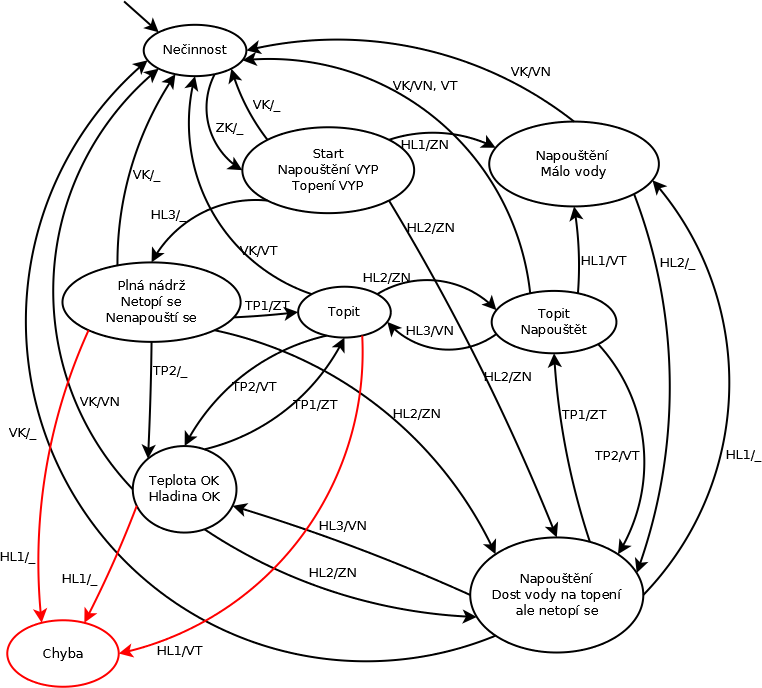 Nečinnost
VK/VN
VK/VN, VT
VK/_
ZK/_
HL1/ZN
Start
Napouštění VYP
Topení VYP
Napouštění
Málo vody
VK/_
HL3/_
HL2/ZN
VK/VT
HL1/VT
HL2/_
HL2/ZN
Plná nádrž
Netopí se
Nenapouští se
TP1/ZT
Topit
HL3/VN
Topit
Napouštět
TP2/_
TP2/VT
HL2/ZN
VK/VN
TP1/ZT
HL2/ZN
TP1/ZT
VK/_
TP2/VT
HL1/_
Teplota OK
Hladina OK
HL3/VN
HL1/_
HL1/_
HL2/ZN
Napouštění
Dost vody na topení
ale netopí se
Chyba
HL1/VT